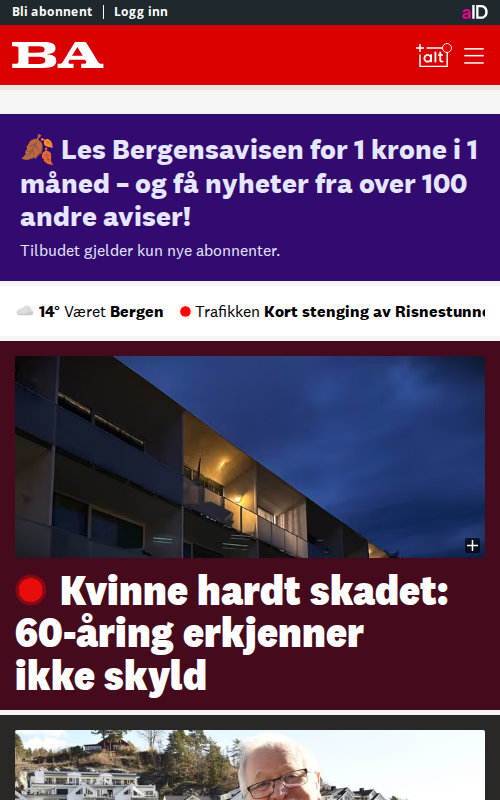 Bli abonnent | Logg inn
aID
BA
+alt
Les Bergensavisen for 1 krone i 1
måned – og få nyheter fra over 100
andre aviser!
Tilbudet gjelder kun nye abonnenter.
14° Været Bergen Trafikken Kort stenging av
Kvinne hardt skadet:
60-åring erkjenner
ikke skyld